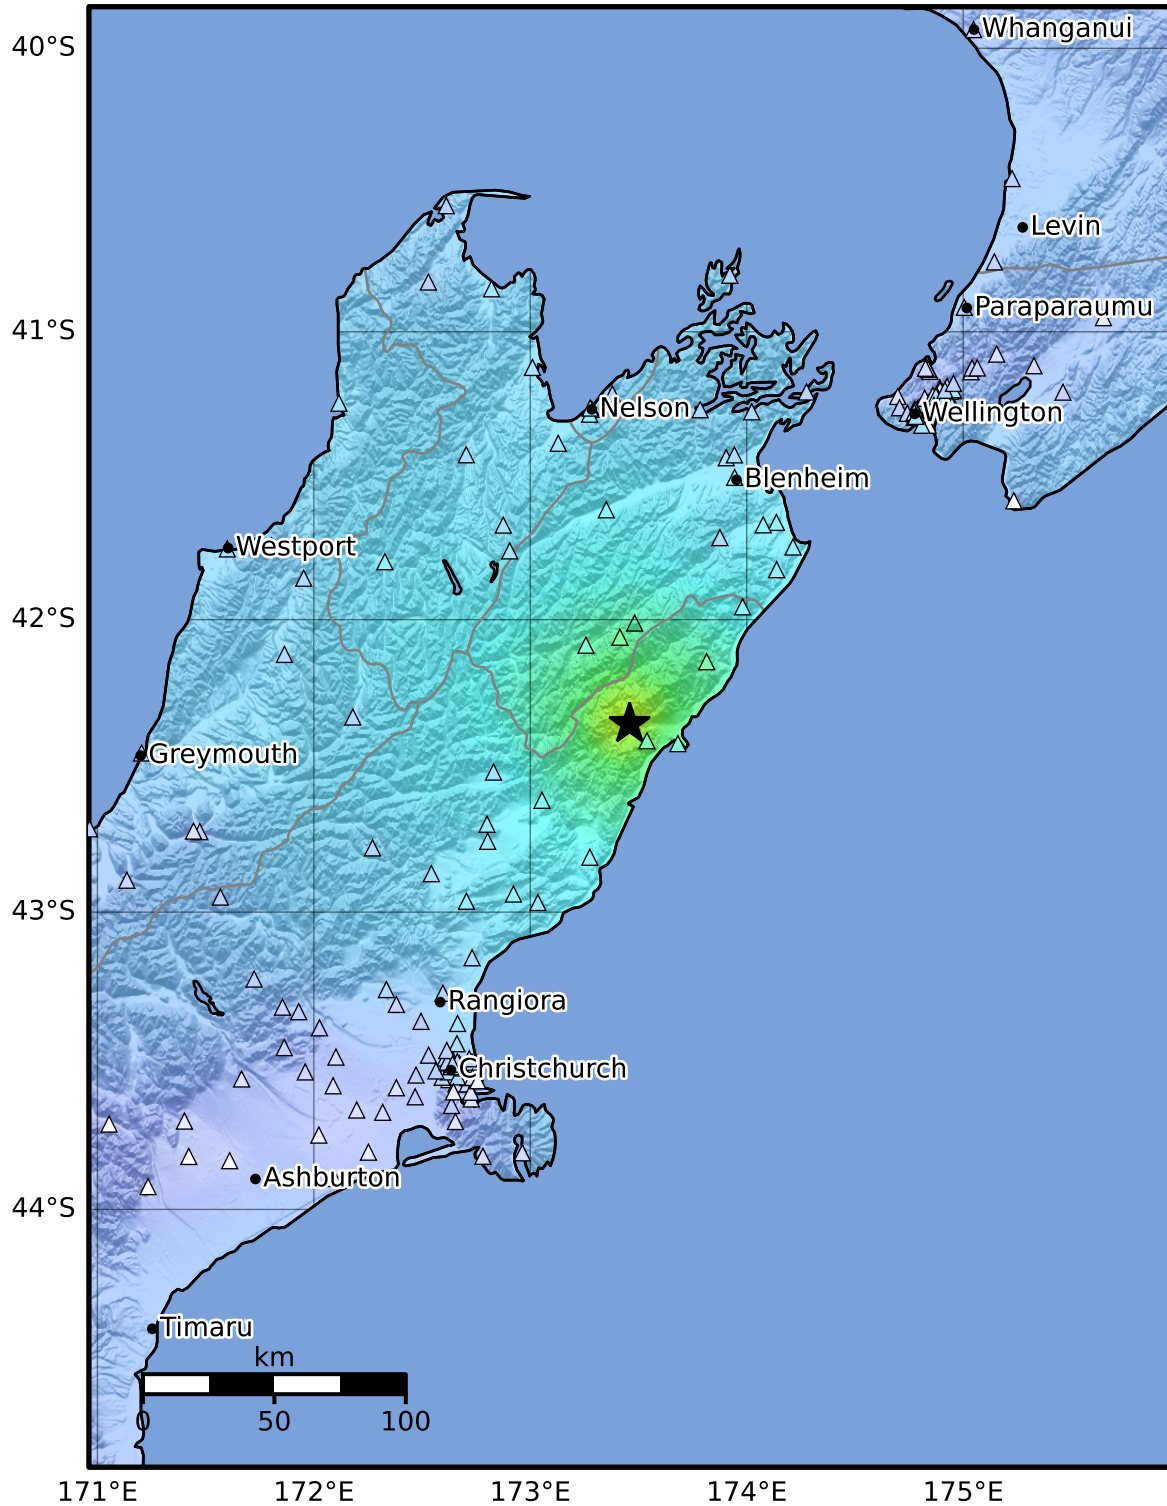 40°S
Whanganui
Levin
Paraparaumu
41°S
Nelson
Wellington
Blenheim
Westport
42°S
Greymouth
43°S
Rangiora
Christchurch
Ashburton
44°S
Timaru
km
0 50 100
171°E 172°E 173°E 174°E 175°E